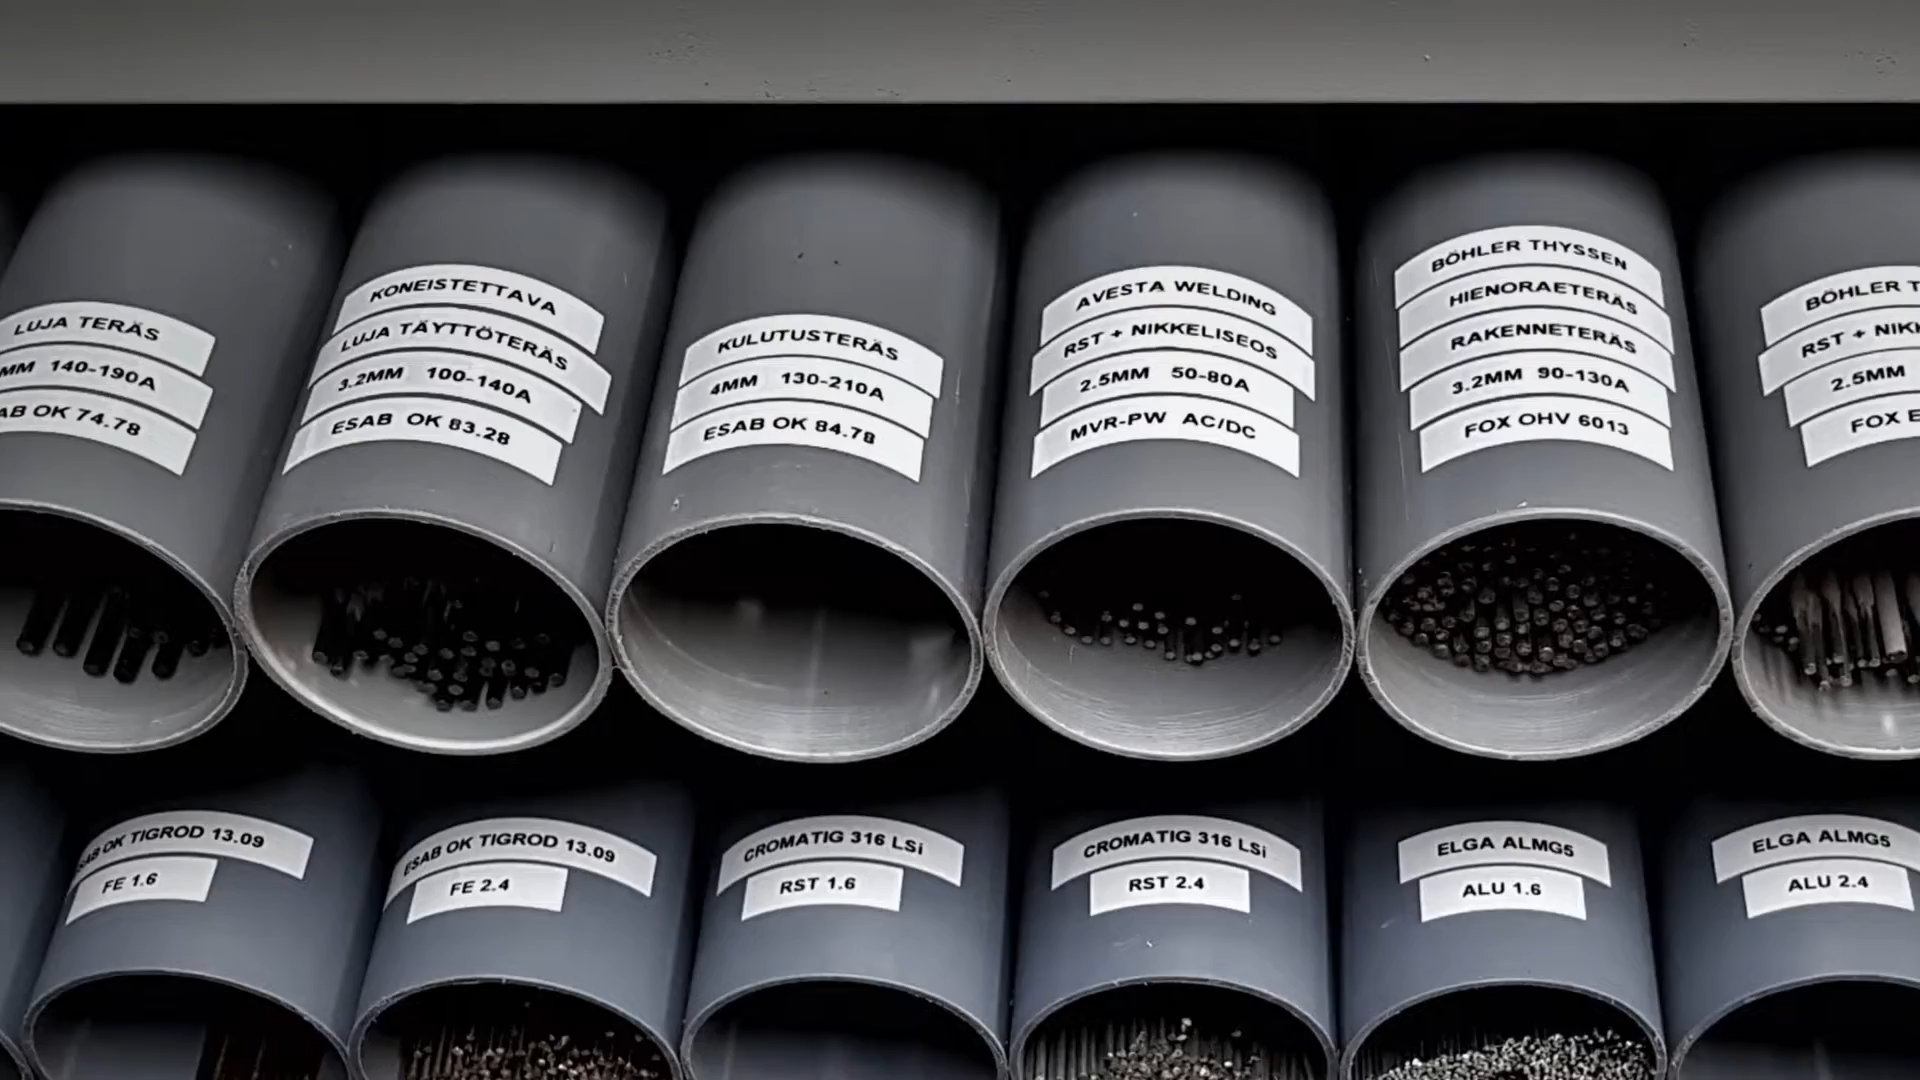 LUJA TERÄS
MM 140-190A
AB OK 74.78
KONEISTETTAVA
LUJA TÄYTTÖTERÄS
3.2MM 100-140A
ESAB OK 83.28
KULUTUSTERÄS
4MM 130-210A
ESAB OK 84.78
AVESTA WELDING
RST + NIKKELISEOS
2.5MM 50-80A
MVR-PW AC/DC
BÖHLER THYSSEN
HIENORAETERÄS
RAKENNETERÄS
3.2MM 90-130A
FOX OHV 6013
BÖHLER T
RST + NIKK
2.5MM
FOX E
ESAB OK TIGROD 13.09
FE 1.6
ESAB OK TIGROD 13.09
FE 2.4
CROMATIG 316 LSi
RST 1.6
CROMATIG 316 LSi
RST 2.4
ELGA ALMG5
ALU 1.6
ELGA ALMG5
ALU 2.4